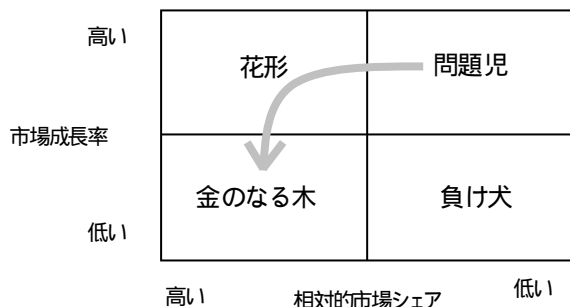 高い
花形
問題児
市場成長率
金のなる木
負け犬
低い
高い
相対的市場シェア
低い